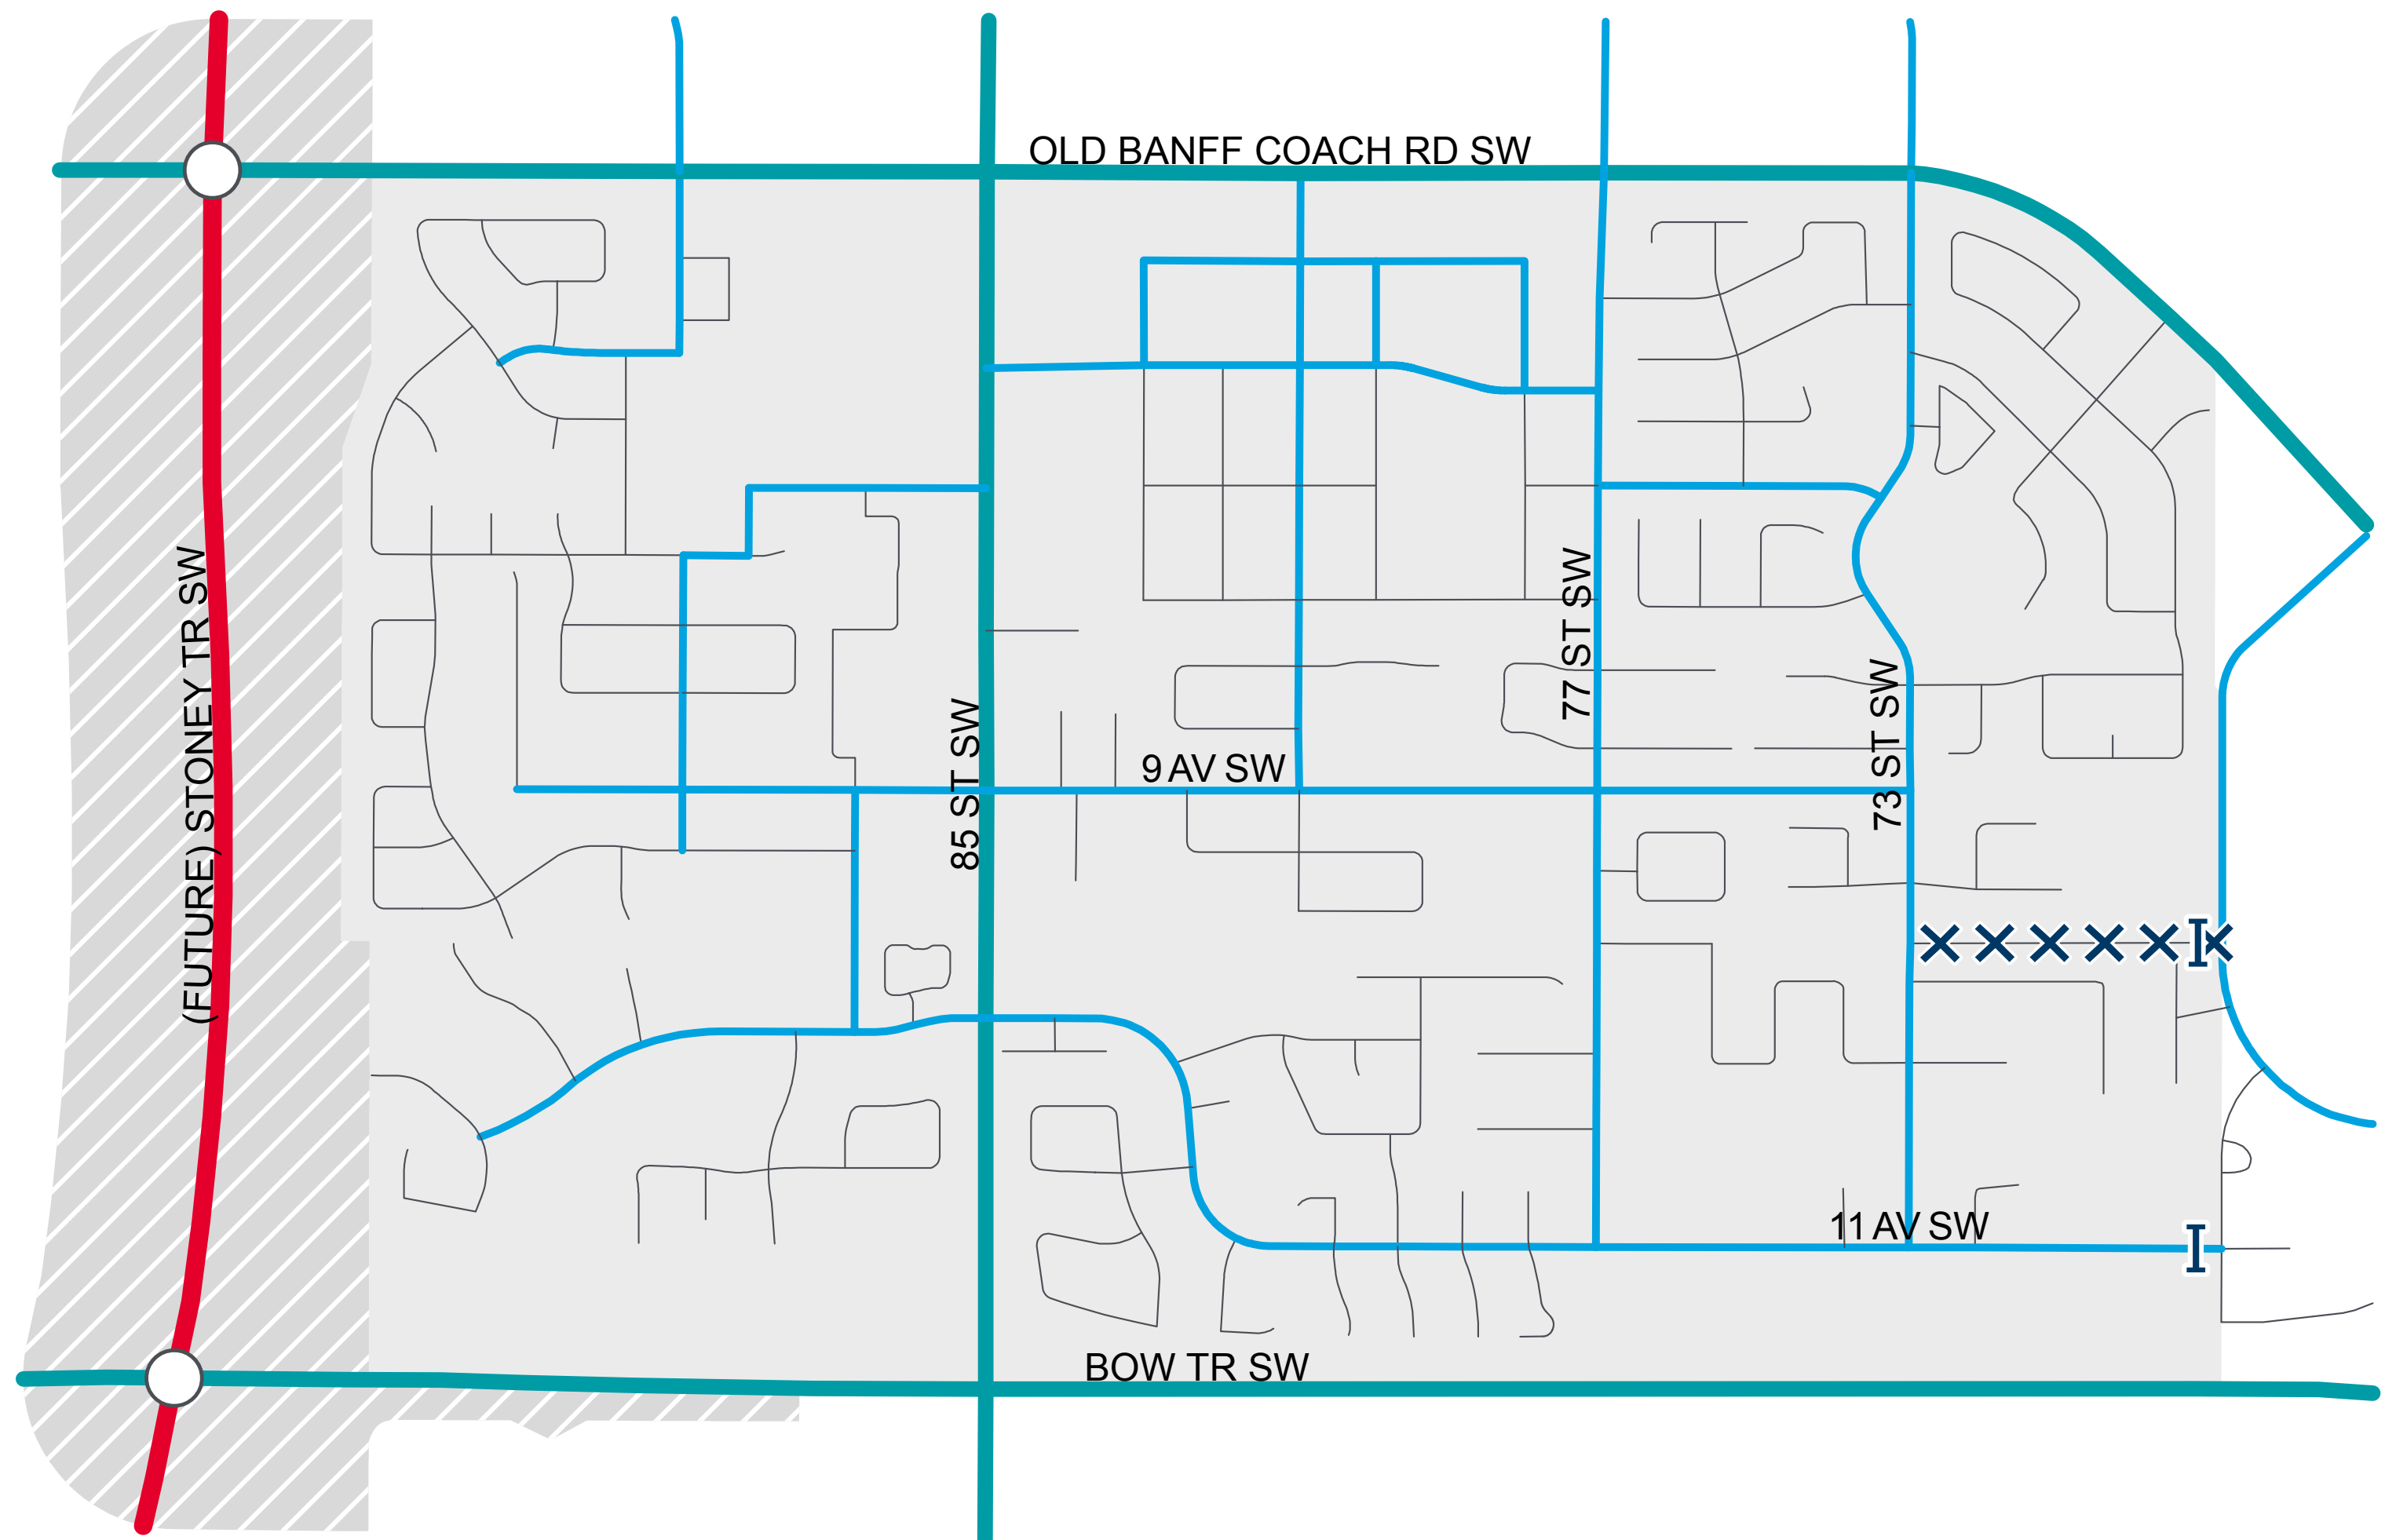 OLD BANFF COACH RD SW
(FUTURE) STONEY TR SW
77 ST SW
73 ST SW
85 ST SW
9 AV SW
11 AV SW
BOW TR SW